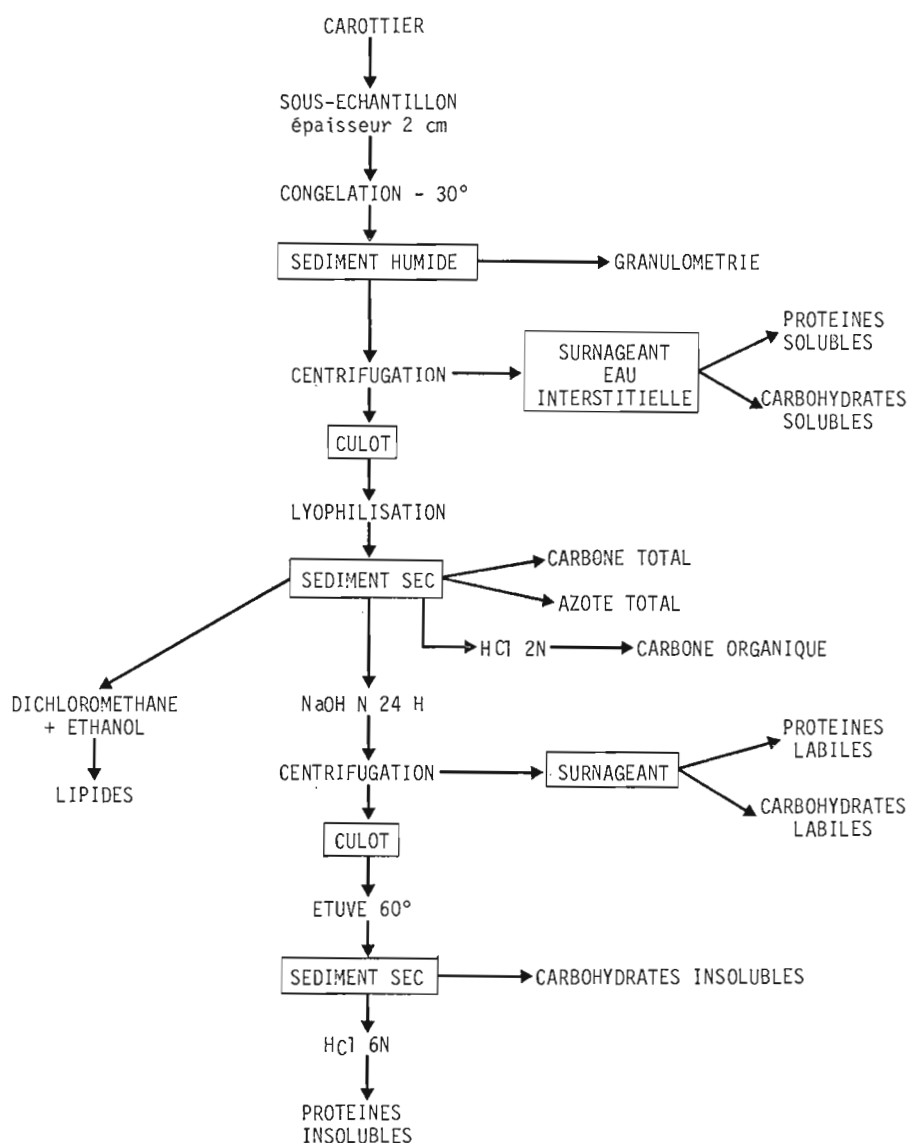 CAROTTIER
SOUS-ECHANTILLON
épaisseur 2 cm
CONGELATION - 30°
SEDIMENT HUMIDE
GRANULOMETRIE
CENTRIFUGATION
SURNAGEANT
EAU
INTERSTITIELLE
PROTEINES
SOLUBLES
CARBOHYDRATES
SOLUBLES
CULOT
LYOPHILISATION
SEDIMENT SEC
CARBONE TOTAL
AZOTE TOTAL
HCl 2N
CARBONE ORGANIQUE
DICHLOROMETHANE
+ ETHANOL
LIPIDES
NaOH N 24 H
CENTRIFUGATION
SURNAGEANT
PROTEINES
LABILES
CARBOHYDRATES
LABILES
CULOT
ETUVE 60°
SEDIMENT SEC
CARBOHYDRATES INSOLUBLES
HCl 6N
PROTEINES
INSOLUBLES